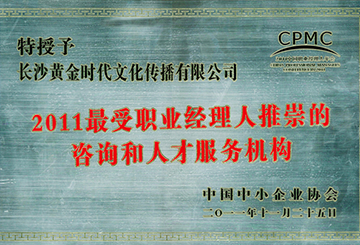 特授予
长沙黄金时代文化传播有限公司
CPMC
2011最受职业经理人推崇的
咨询和人才服务机构
中国中小企业协会
二〇一一年十一月二十五日